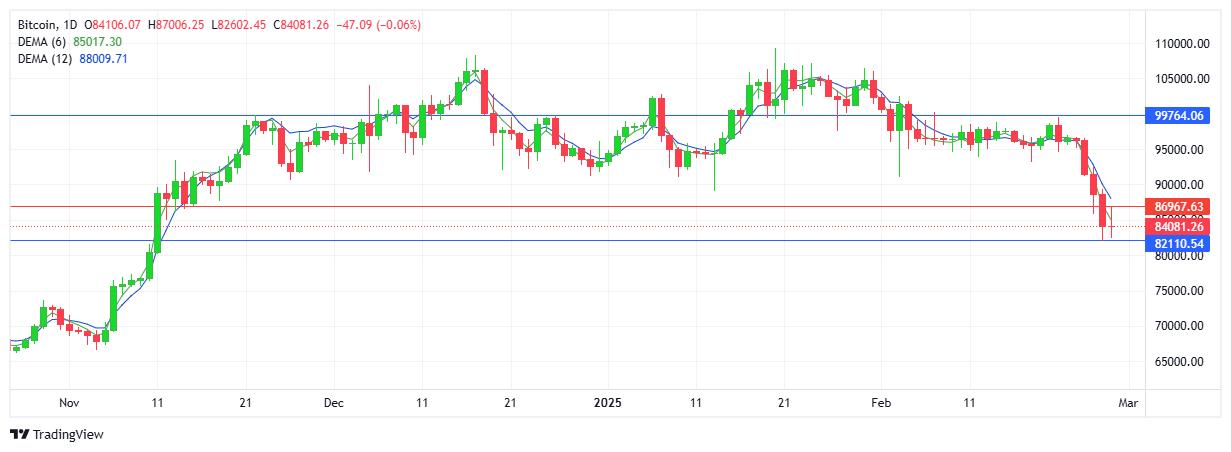 Bitcoin, 1D O84106.07 H87006.25 L82602.45 C84081.26 −47.09 (−0.06%)
DEMA (6) 85017.30
DEMA (12) 88009.71
110000.00
105000.00
99764.06
95000.00
90000.00
86967.63
84081.26
82110.54
80000.00
75000.00
70000.00
65000.00
Nov 11 21 Dec 11 21 2025 11 21 Feb 11 Mar
TradingView